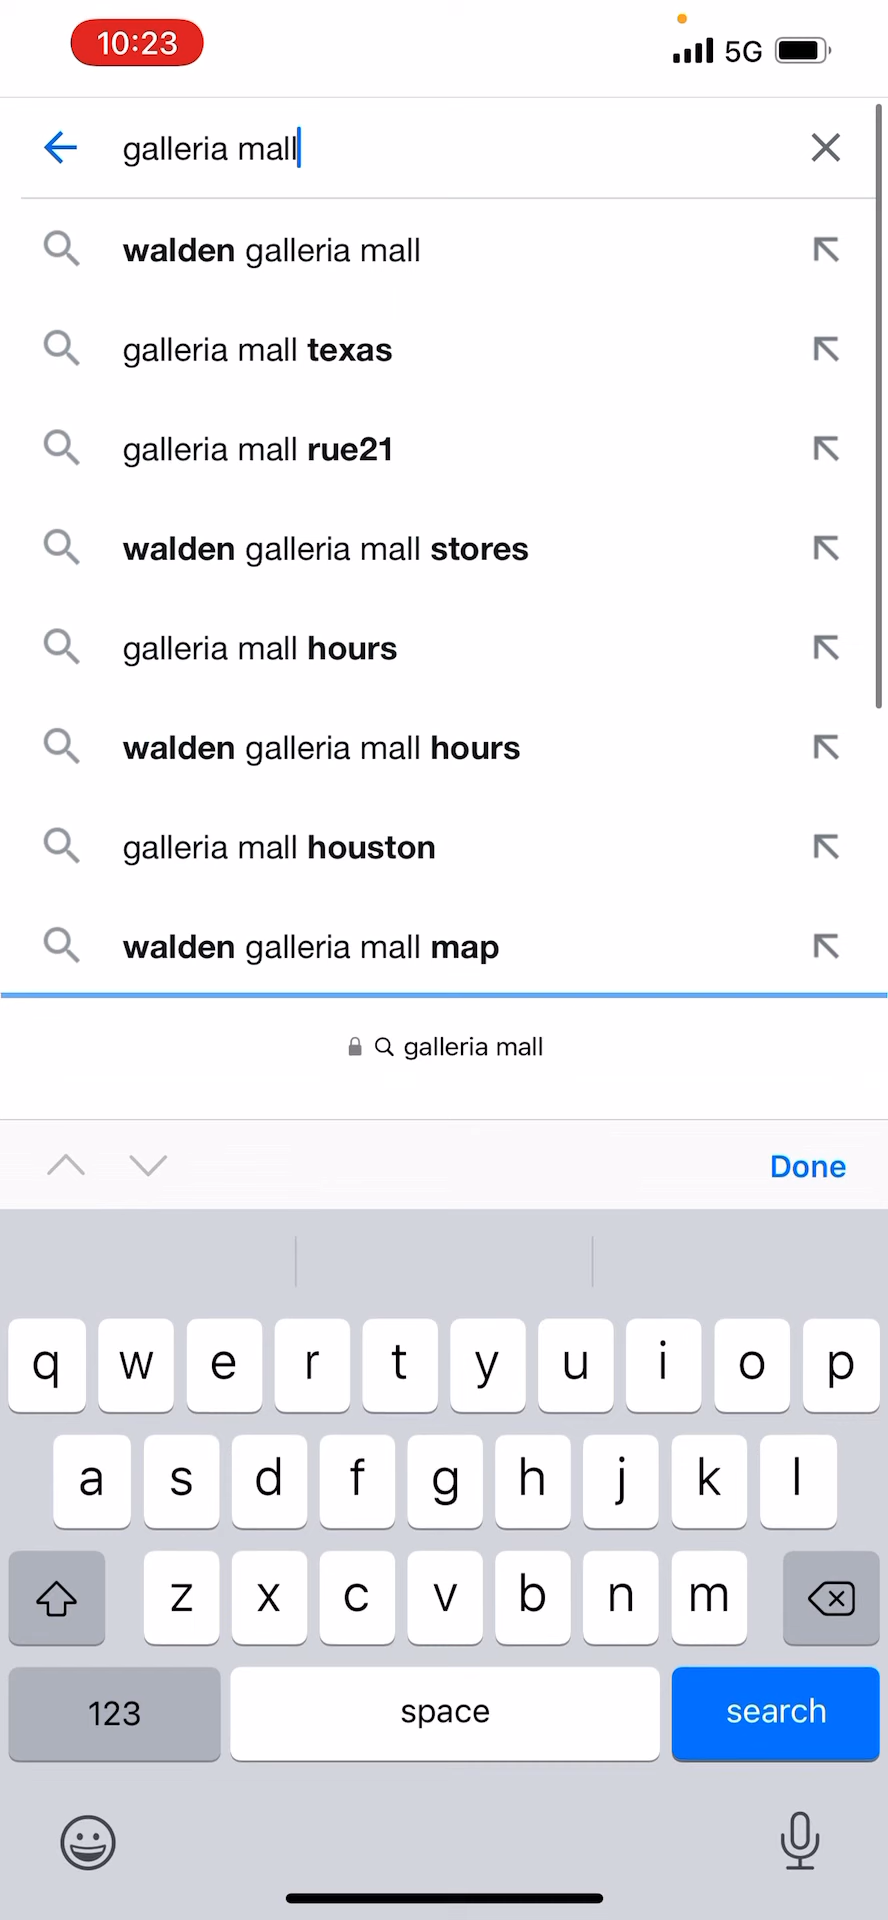 10:23
5G
galleria mall
walden galleria mall
galleria mall texas
galleria mall rue21
walden galleria mall stores
galleria mall hours
walden galleria mall hours
galleria mall houston
walden galleria mall map
galleria mall
Done
q w e r t y u i o p
a s d f g h j k l
z x c v b n m
123 space search